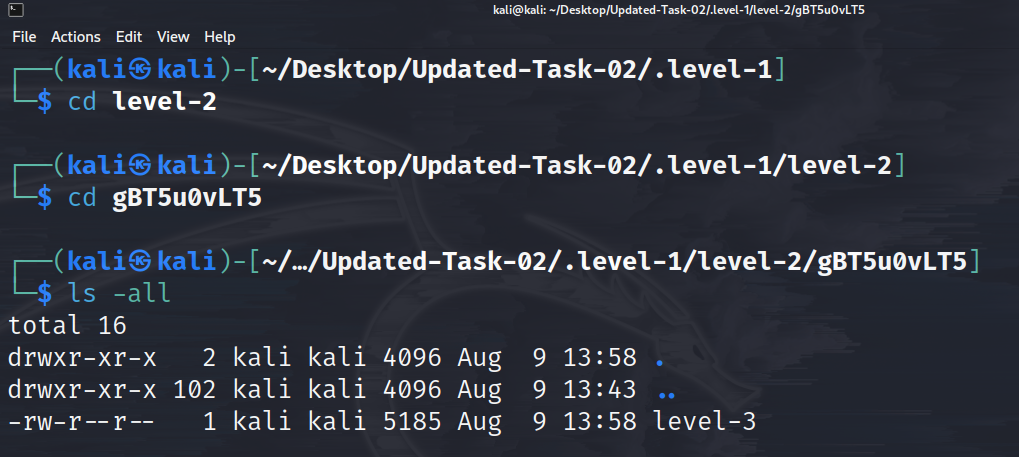 kali@kali: ~/Desktop/Updated-Task-02/.level-1/level-2/gBT5u0vLT5
File Actions Edit View Help
┌──(kali㉿kali)-[~/Desktop/Updated-Task-02/.level-1]
└─$ cd level-2
┌──(kali㉿kali)-[~/Desktop/Updated-Task-02/.level-1/level-2]
└─$ cd gBT5u0vLT5
┌──(kali㉿kali)-[~/…/Updated-Task-02/.level-1/level-2/gBT5u0vLT5]
└─$ ls -all
total 16
drwxr-xr-x   2 kali kali 4096 Aug  9 13:58 .
drwxr-xr-x 102 kali kali 4096 Aug  9 13:43 ..
-rw-r--r--   1 kali kali 5185 Aug  9 13:58 level-3